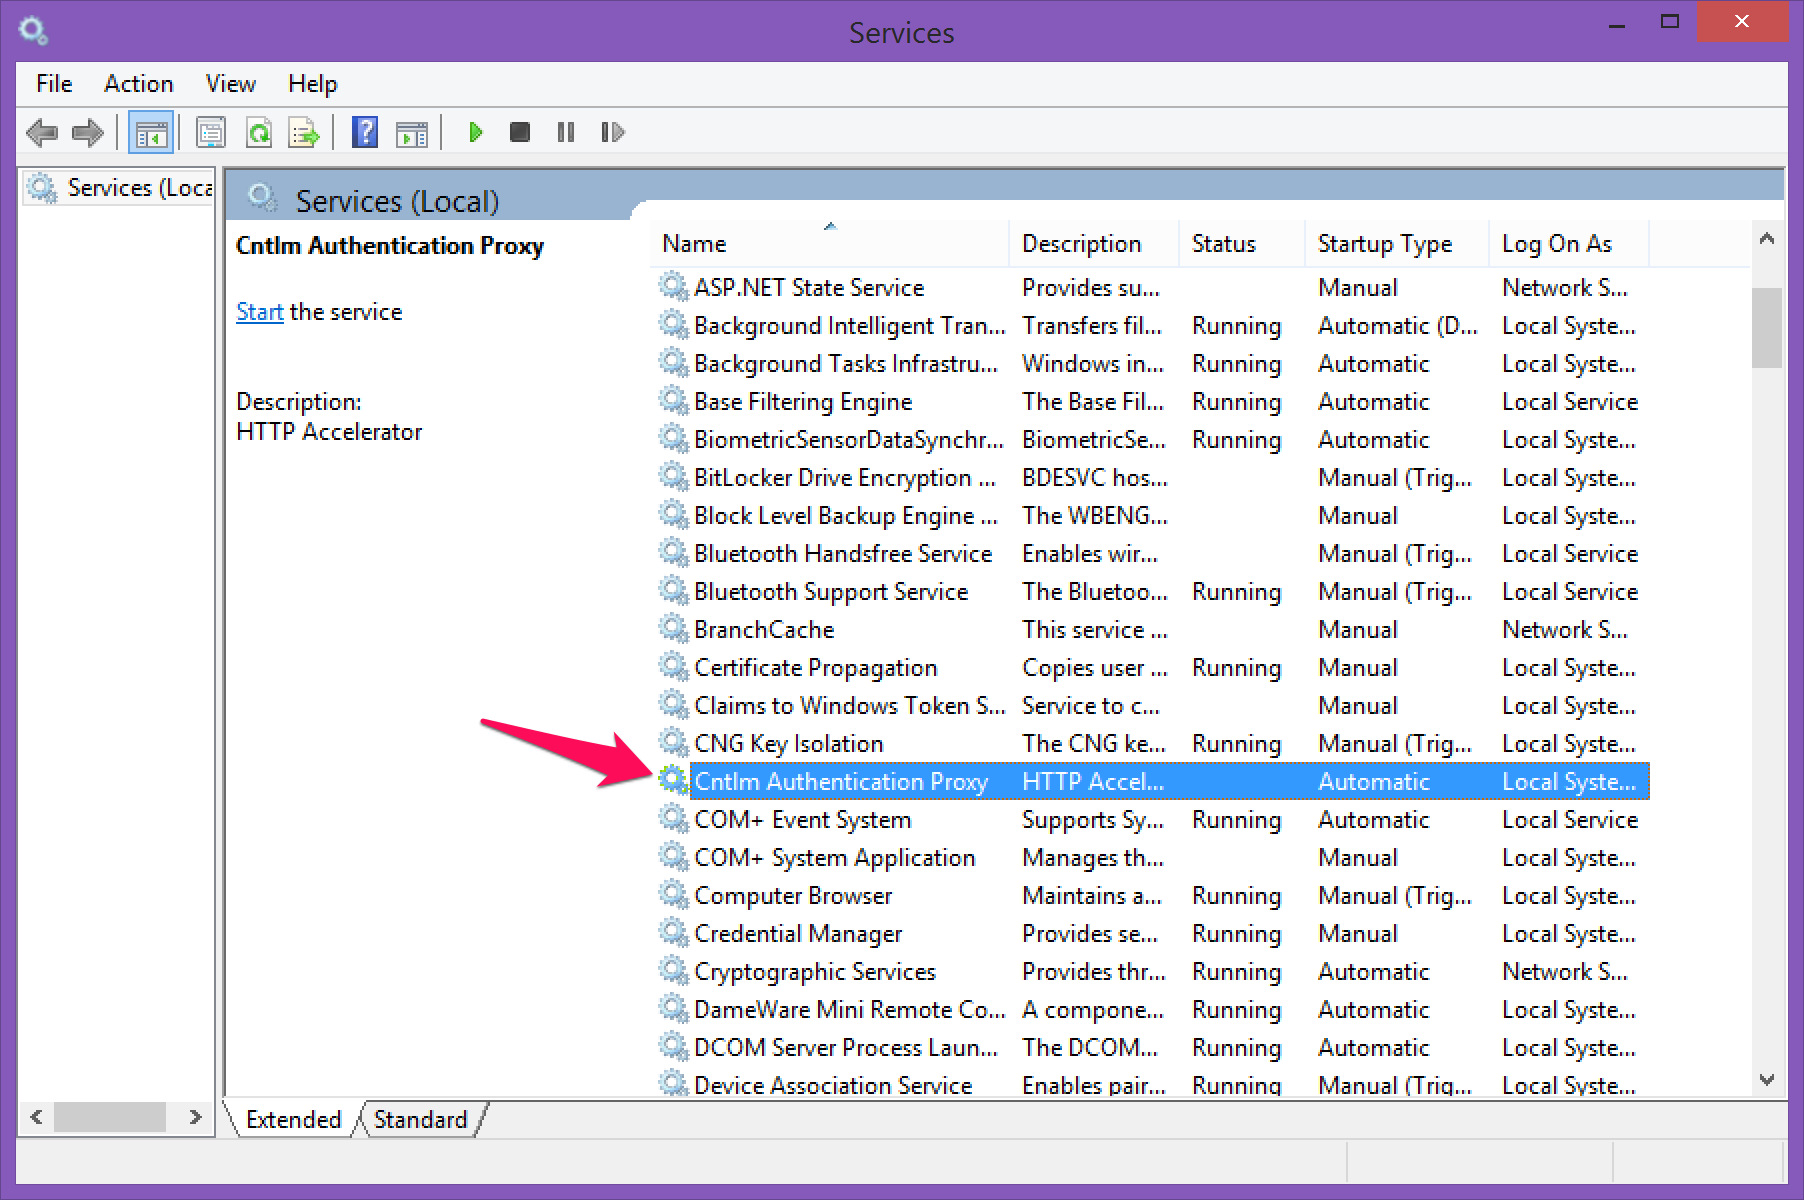 Services
File Action View Help
Services (Loca
Services (Local)
Cntlm Authentication Proxy
Start the service
Description:
HTTP Accelerator
Name Description Status Startup Type Log On As
ASP.NET State Service Provides su... Manual Network S...
Background Intelligent Tran... Transfers fil... Running Automatic (D... Local Syste...
Background Tasks Infrastru... Windows in... Running Automatic Local Syste...
Base Filtering Engine The Base Fil... Running Automatic Local Service
BiometricSensorDataSynchr... BiometricSe... Running Automatic Local Syste...
BitLocker Drive Encryption ... BDESVC hos... Manual (Trig... Local Syste...
Block Level Backup Engine ... The WBENG... Manual Local Syste...
Bluetooth Handsfree Service Enables wir... Manual (Trig... Local Service
Bluetooth Support Service The Bluetoo... Running Manual (Trig... Local Service
BranchCache This service ... Manual Network S...
Certificate Propagation Copies user ... Running Manual Local Syste...
Claims to Windows Token S... Service to c... Manual Local Syste...
CNG Key Isolation The CNG ke... Running Manual (Trig... Local Syste...
Cntlm Authentication Proxy HTTP Accel... Automatic Local Syste...
COM+ Event System Supports Sy... Running Automatic Local Service
COM+ System Application Manages th... Manual Local Syste...
Computer Browser Maintains a... Running Manual (Trig... Local Syste...
Credential Manager Provides se... Running Manual Local Syste...
Cryptographic Services Provides thr... Running Automatic Network S...
DameWare Mini Remote Co... A compone... Running Automatic Local Syste...
DCOM Server Process Laun... The DCOM... Running Automatic Local Syste...
Device Association Service Enables pair... Running Manual (Trig... Local Syste...
Extended Standard